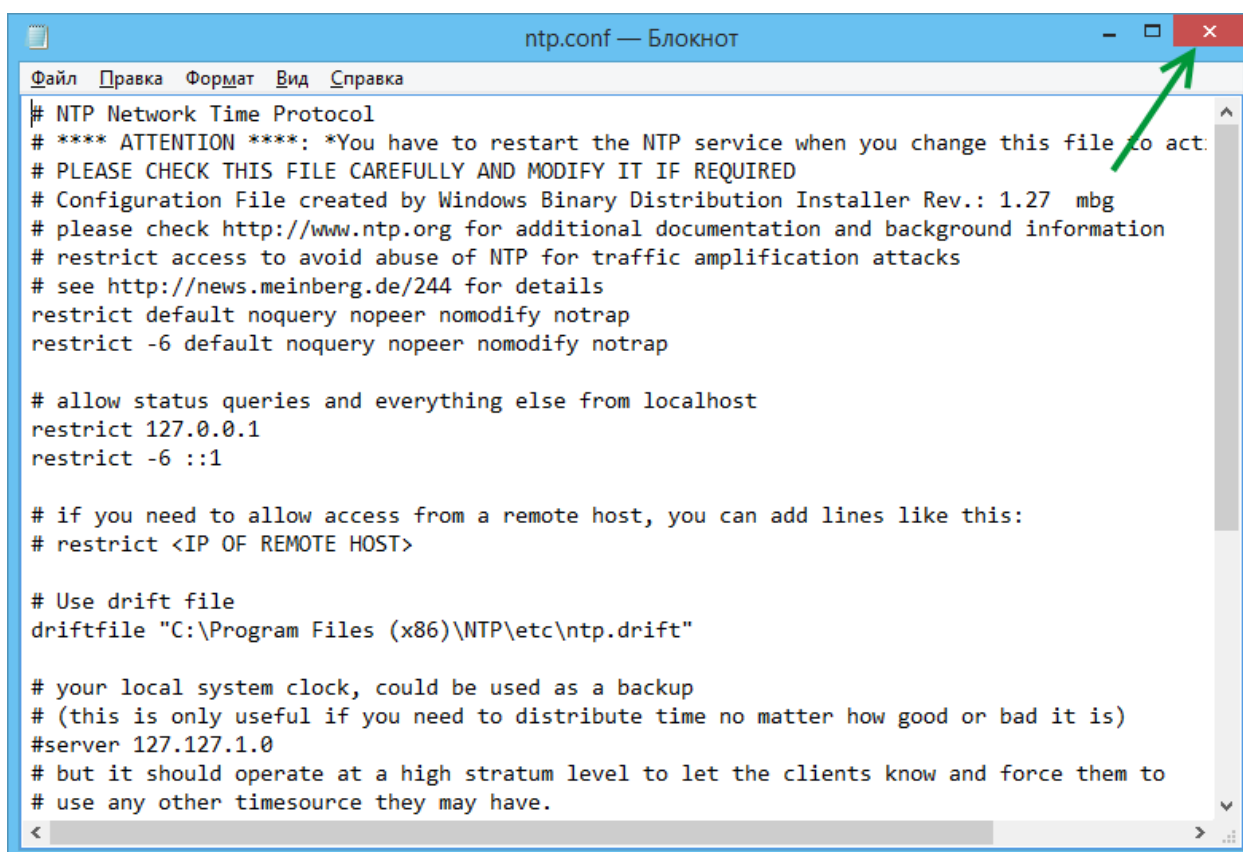 ntp.conf — Блокнот
Файл Правка Формат Вид Справка
# NTP Network Time Protocol
# **** ATTENTION ****: *You have to restart the NTP service when you change this file to
# PLEASE CHECK THIS FILE CAREFULLY AND MODIFY IT IF REQUIRED
# Configuration File created by Windows Binary Distribution Installer Rev.: 1.27  mbg
# please check http://www.ntp.org for additional documentation and background information
# restrict access to avoid abuse of NTP for traffic amplification attacks
# see http://news.meinberg.de/244 for details
restrict default noquery nopeer nomodify notrap
restrict -6 default noquery nopeer nomodify notrap

# allow status queries and everything else from localhost
restrict 127.0.0.1
restrict -6 ::1

# if you need to allow access from a remote host, you can add lines like this:
# restrict <IP OF REMOTE HOST>

# Use drift file
driftfile "C:\Program Files (x86)\NTP\etc\ntp.drift"

# your local system clock, could be used as a backup
# (this is only useful if you need to distribute time no matter how good or bad it is)
#server 127.127.1.0
# but it should operate at a high stratum level to let the clients know and force them to
# use any other timesource they may have.